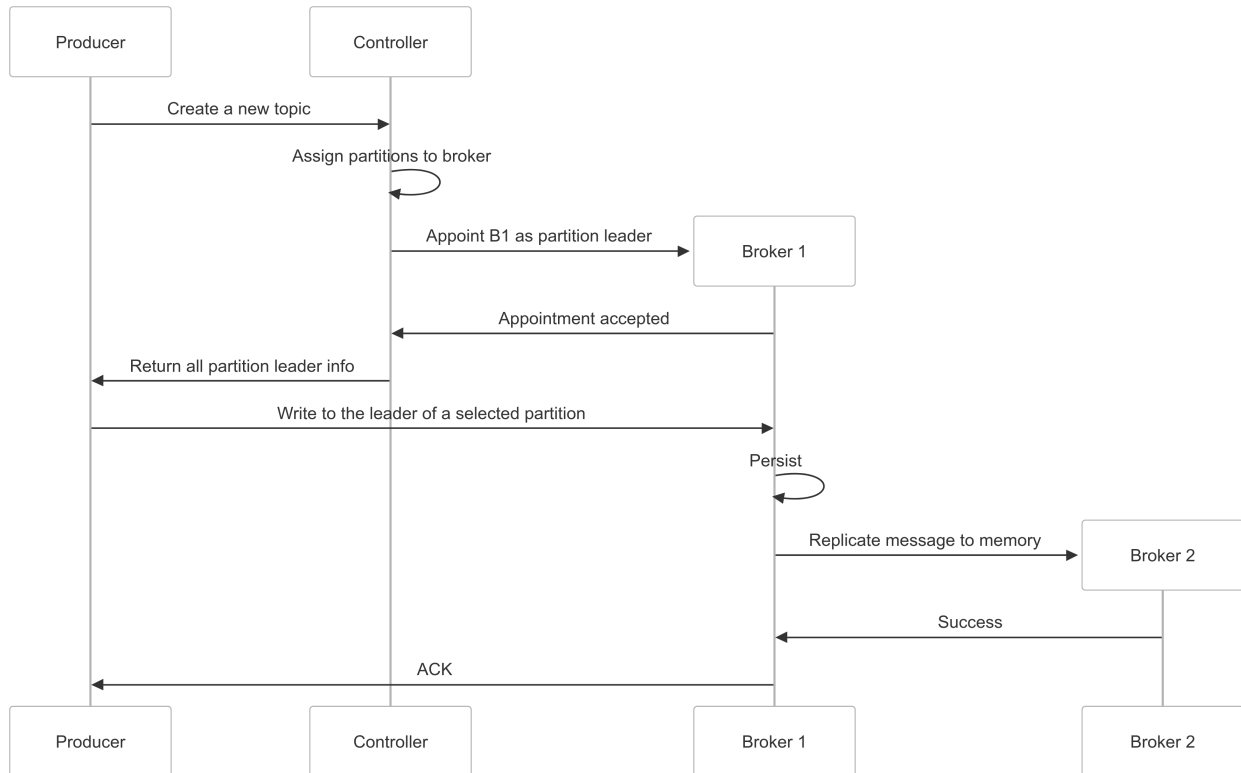 Producer
Controller
Create a new topic
Assign partitions to broker
Appoint B1 as partition leader
Broker 1
Appointment accepted
Return all partition leader info
Write to the leader of a selected partition
Persist
Replicate message to memory
Broker 2
Success
ACK
Producer
Controller
Broker 1
Broker 2